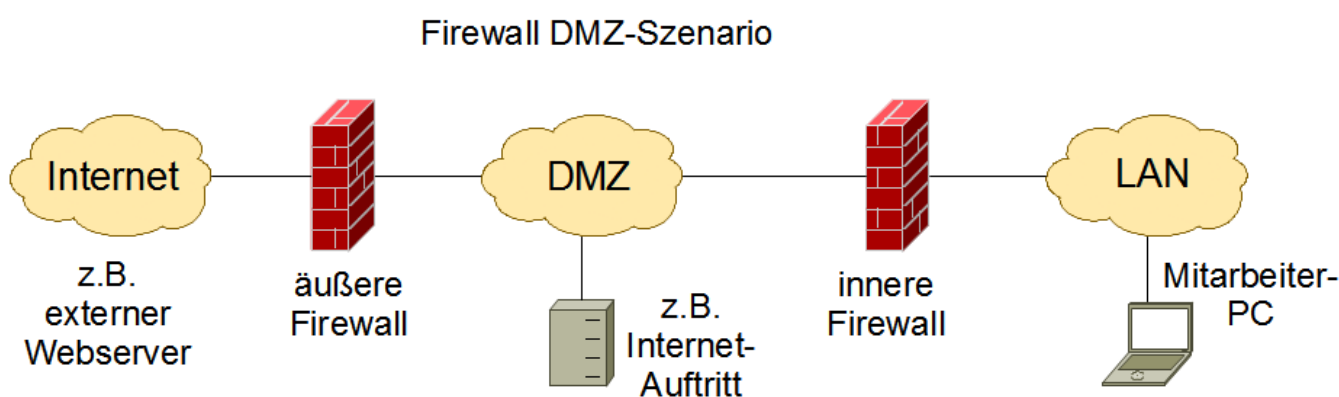 Firewall DMZ-Szenario
Internet
DMZ
LAN
z.B.
externer
Webserver
äußere
Firewall
z.B.
Internet-
Auftritt
innere
Firewall
Mitarbeiter-
PC